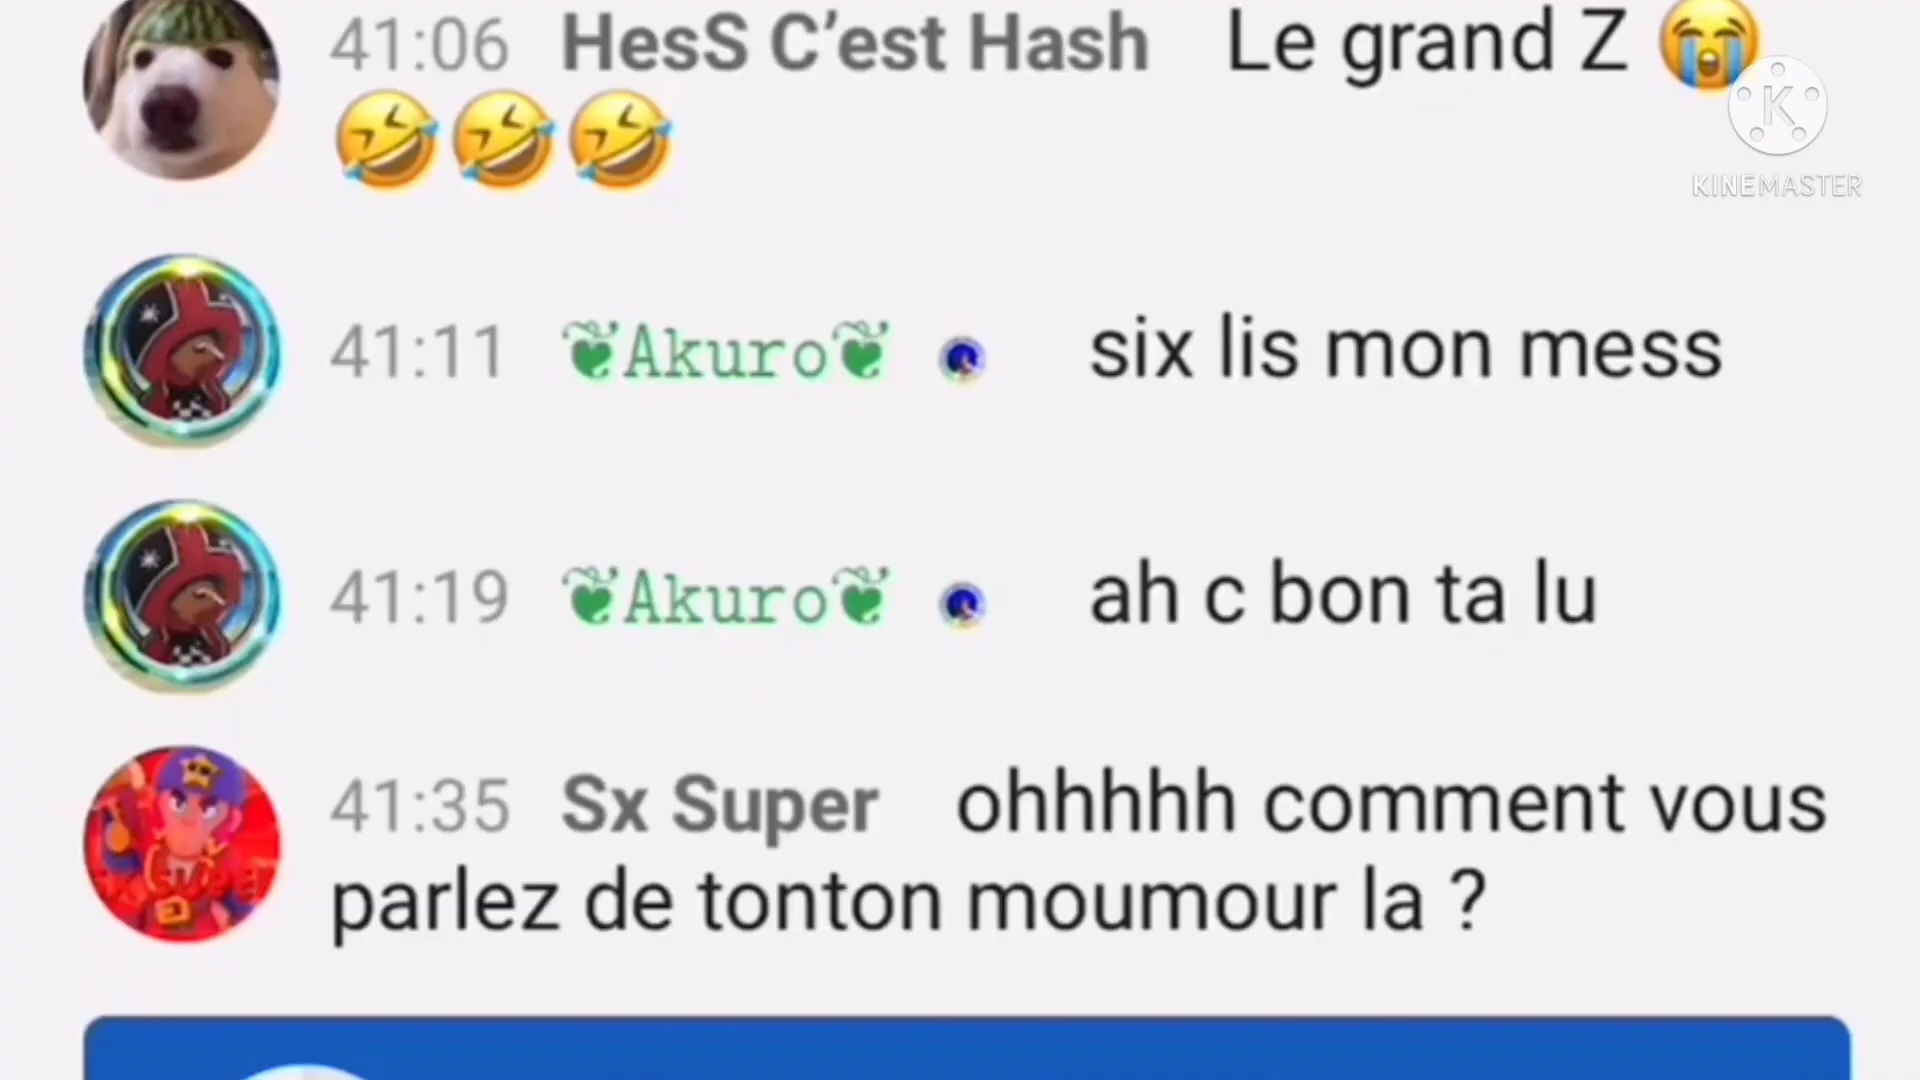 41:06 HesS C’est Hash Le grand Z 😭
🤣🤣🤣
K
KINEMASTER
41:11 ❦Akuro❦ six lis mon mess
41:19 ❦Akuro❦ ah c bon ta lu
41:35 Sx Super ohhhhh comment vous
parlez de tonton moumour la ?